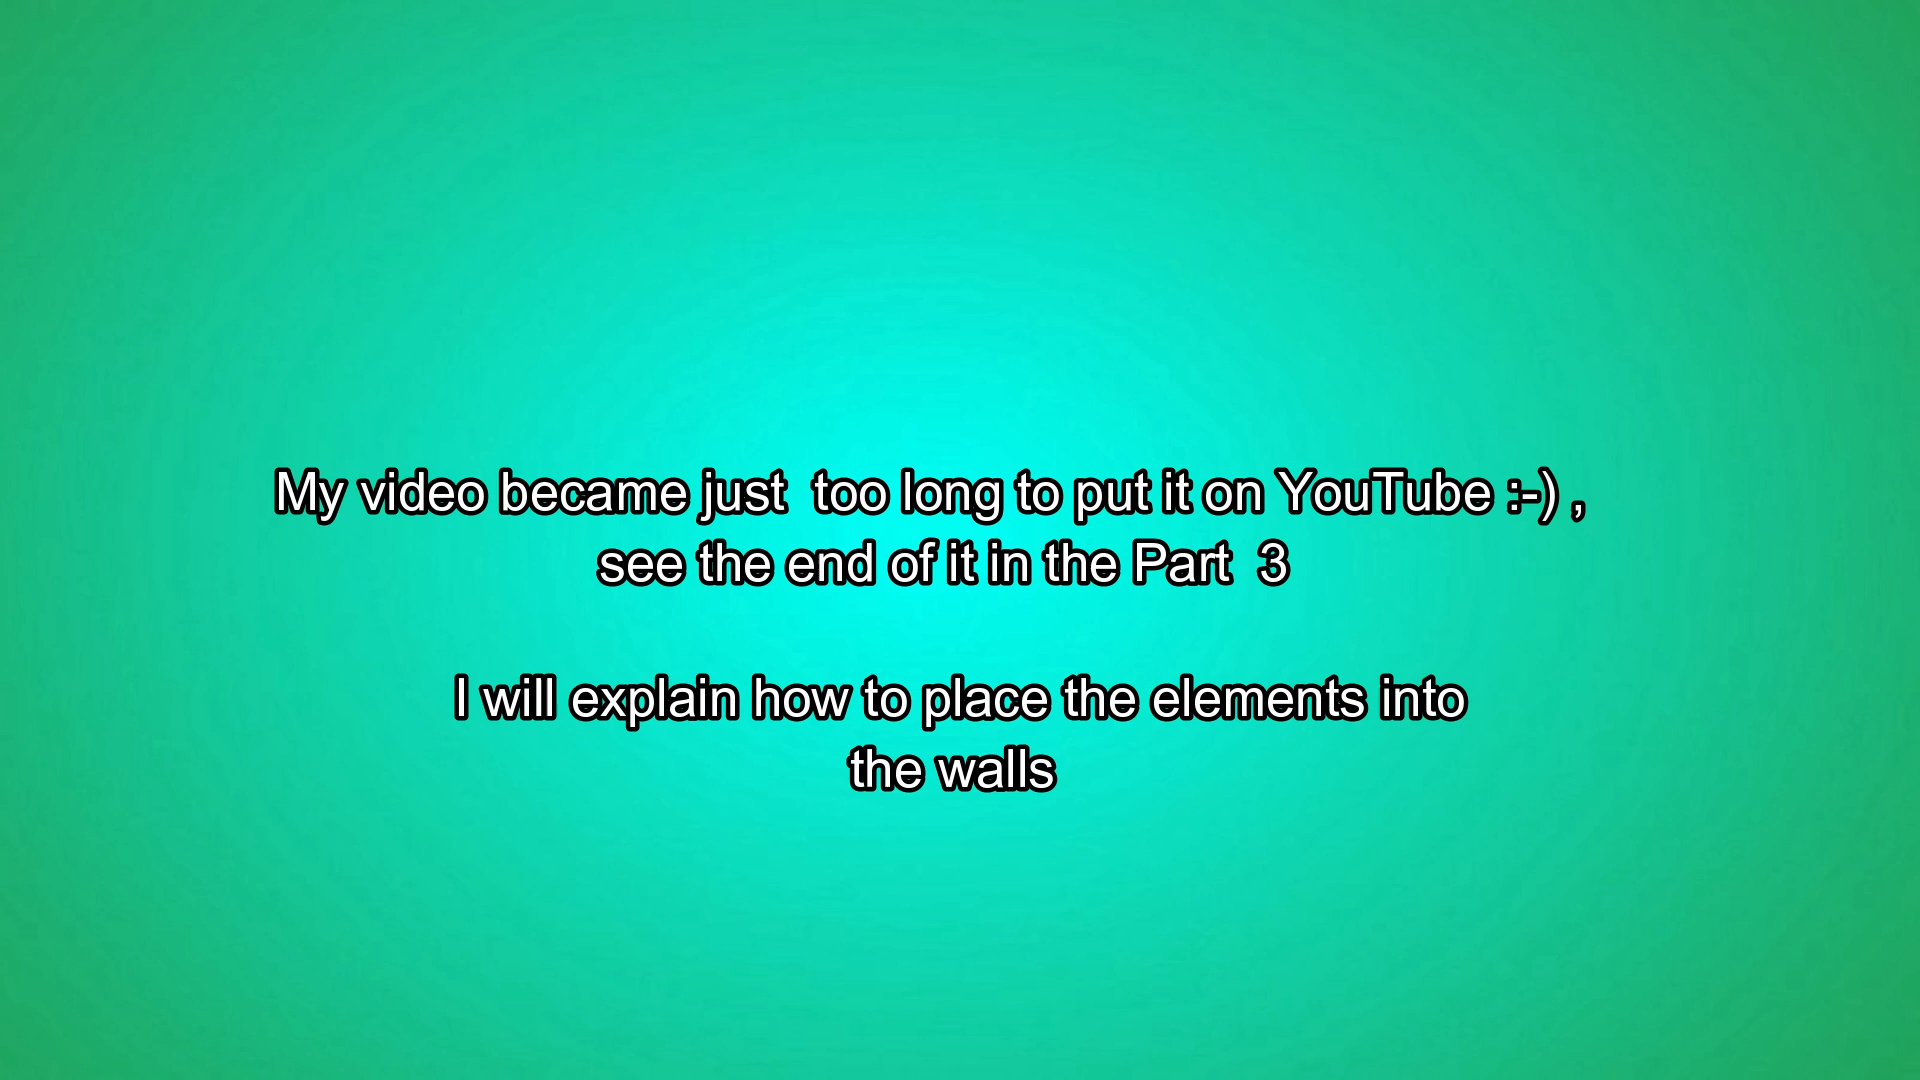 My video became just  too long to put it on YouTube :-) ,
see the end of it in the Part  3
I will explain how to place the elements into
the walls